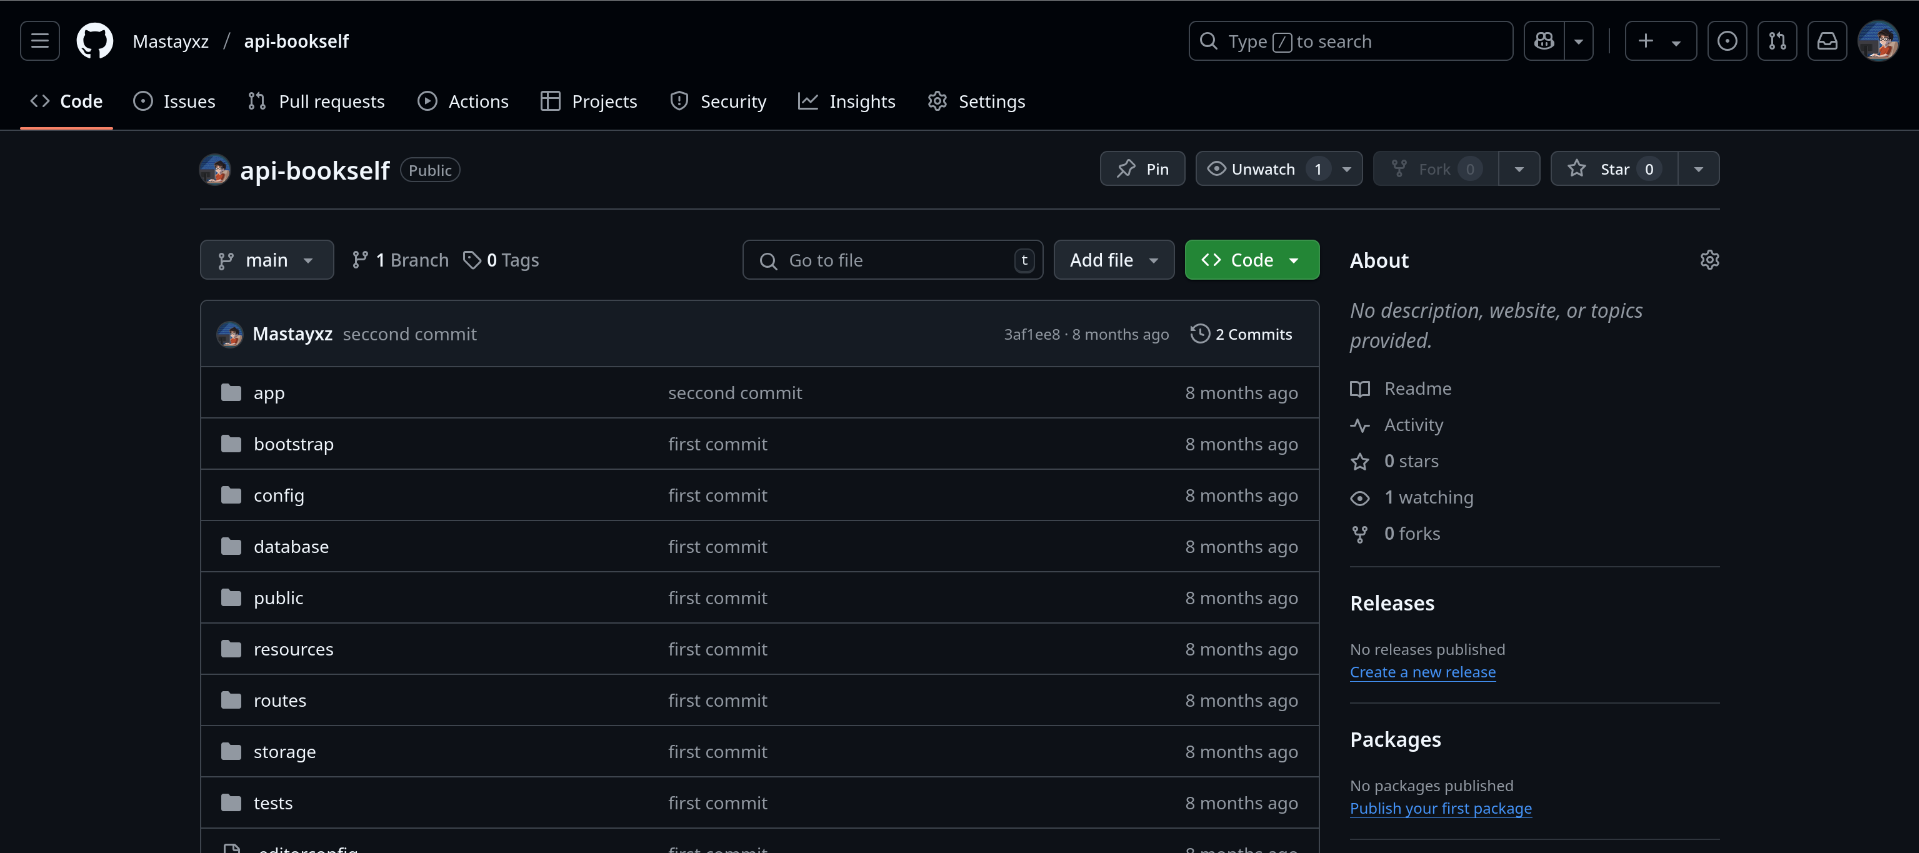 Mastayxz / api-bookself
Type / to search
Code Issues Pull requests Actions Projects Security Insights Settings
api-bookself Public
Pin Unwatch 1 Fork 0 Star 0
main 1 Branch 0 Tags Go to file t Add file Code
Mastayxz seccond commit 3af1ee8 · 8 months ago 2 Commits
app seccond commit 8 months ago
bootstrap first commit 8 months ago
config first commit 8 months ago
database first commit 8 months ago
public first commit 8 months ago
resources first commit 8 months ago
routes first commit 8 months ago
storage first commit 8 months ago
tests first commit 8 months ago
.editorconfig first commit 8 months ago
About
No description, website, or topics
provided.
Readme
Activity
0 stars
1 watching
0 forks
Releases
No releases published
Create a new release
Packages
No packages published
Publish your first package